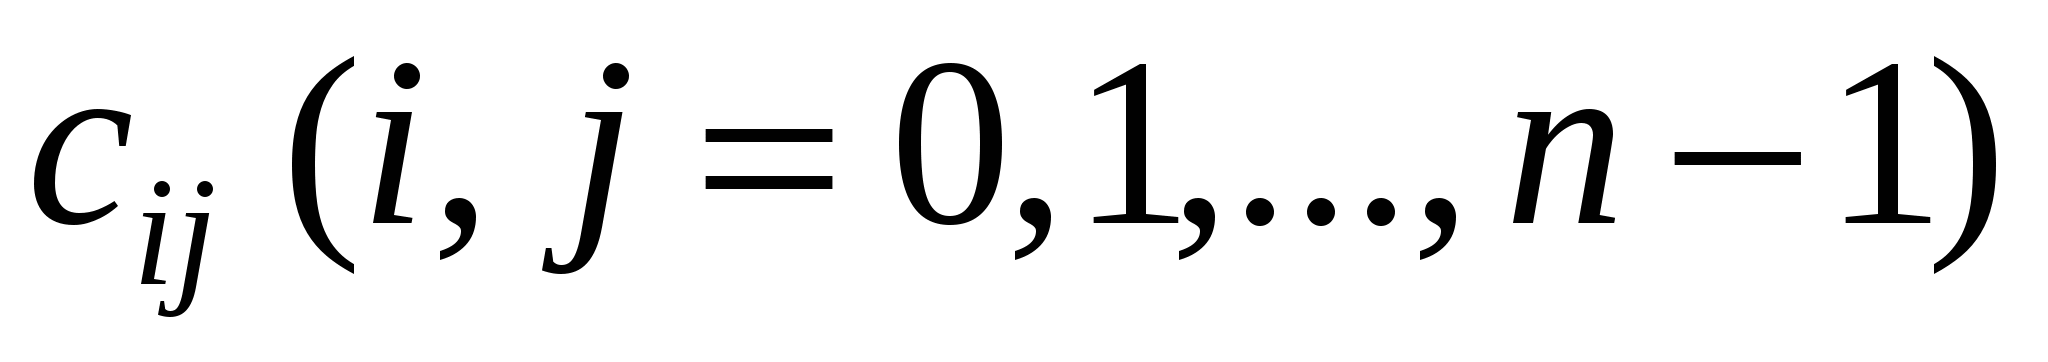 c_{ij} (i, j = 0,1,..., n − 1)